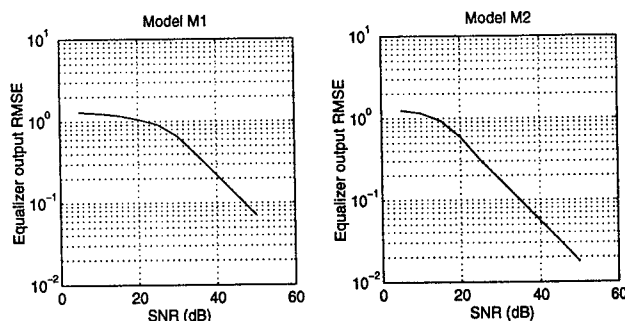 Model M1
Equalizer output RMSE
10^1
10^0
10^-1
10^-2
0 20 40 60
SNR (dB)
Model M2
Equalizer output RMSE
10^1
10^0
10^-1
10^-2
0 20 40 60
SNR (dB)